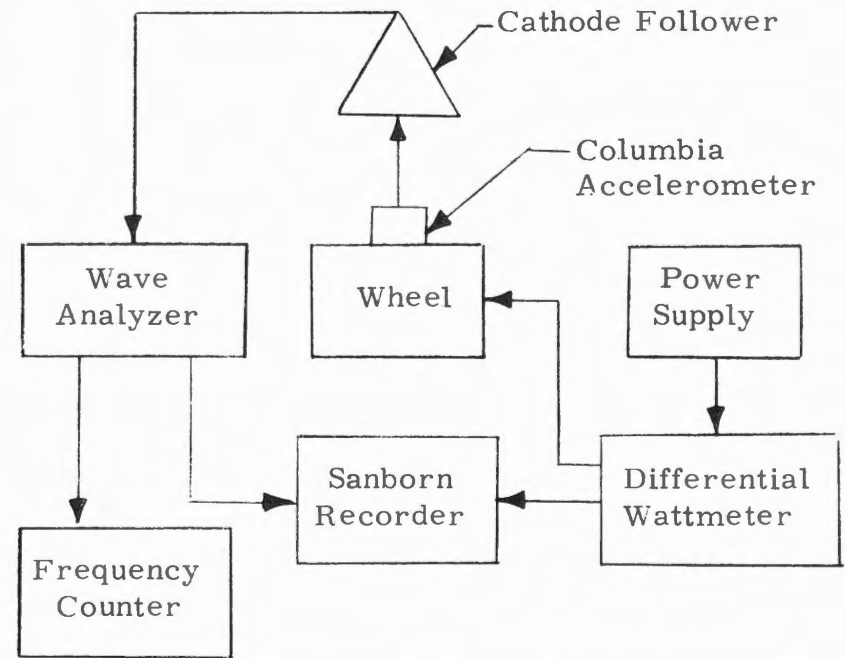 Cathode Follower
Columbia
Accelerometer
Wave
Analyzer
Wheel
Power
Supply
Sanborn
Recorder
Differential
Wattmeter
Frequency
Counter